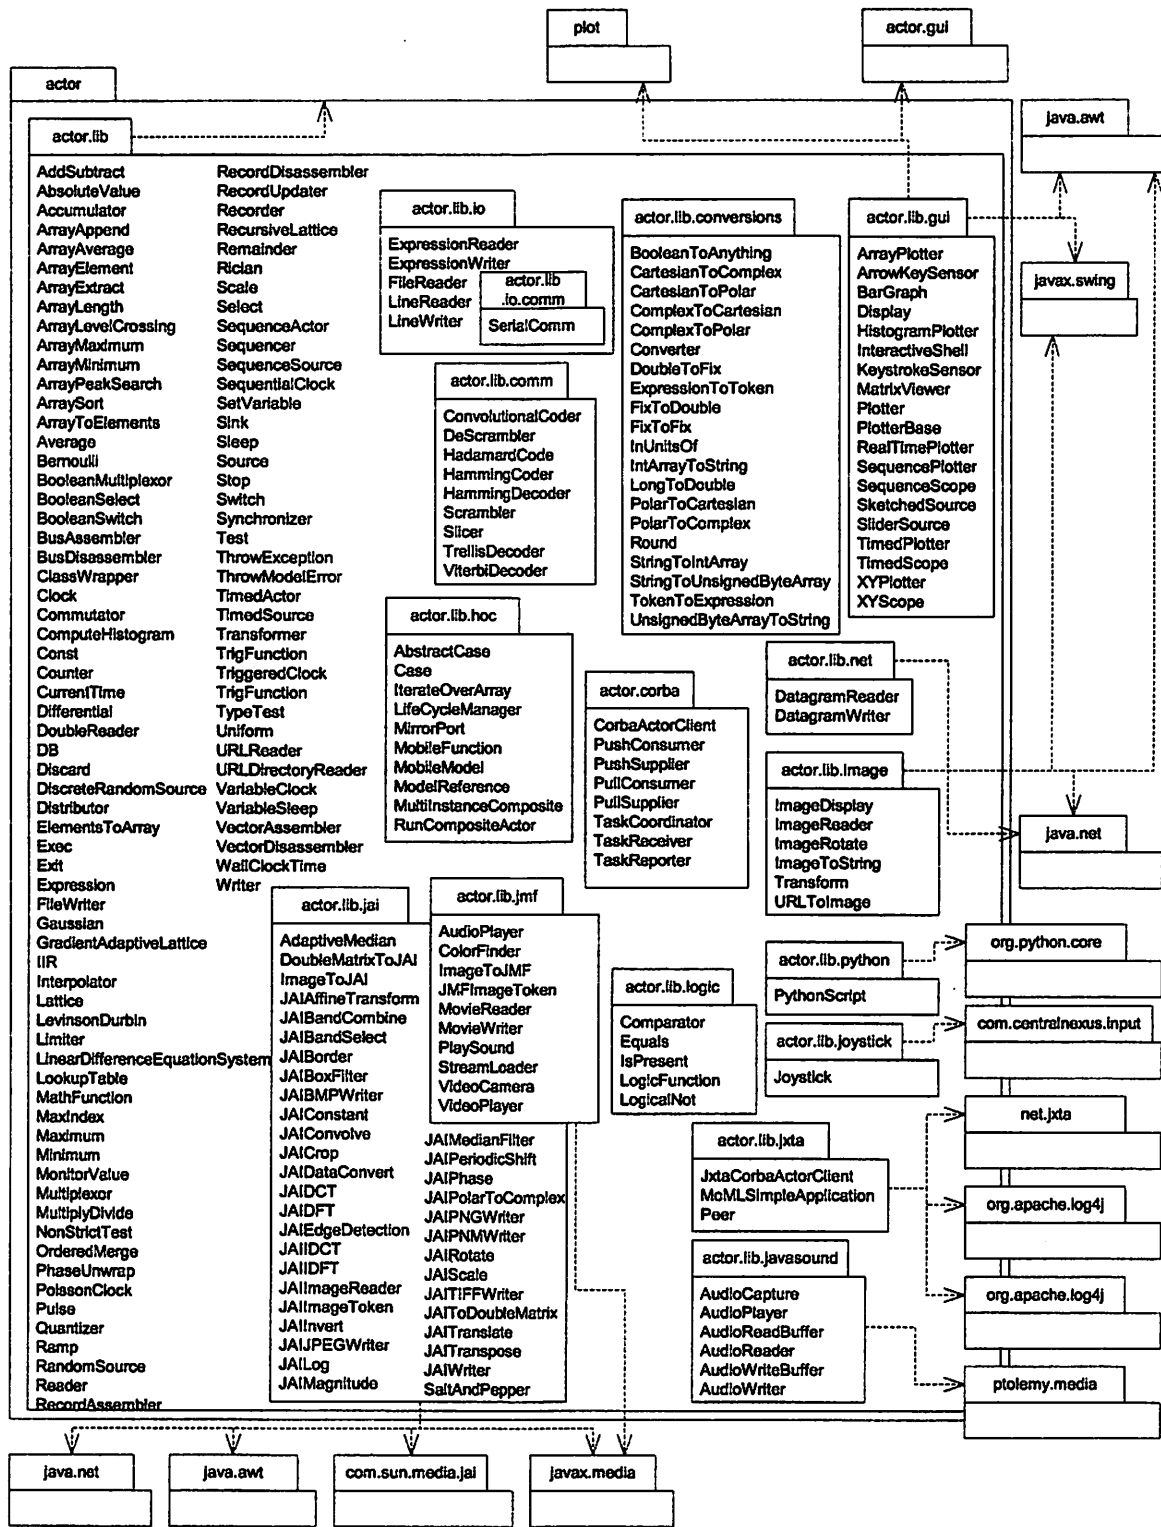 plot
actor.gui
actor
actor.lib
java.awt
AddSubtract
AbsoluteValue
Accumulator
ArrayAppend
ArrayAverage
ArrayElement
ArrayExtract
ArrayLength
ArrayLevelCrossing
ArrayMaximum
ArrayMinimum
ArrayPeakSearch
ArraySort
ArrayToElements
Average
Bernoulli
BooleanMultiplexor
BooleanSelect
BooleanSwitch
BusAssembler
BusDisassembler
ClassWrapper
Clock
Commutator
ComputeHistogram
Const
Counter
CurrentTime
Differential
DoubleReader
DB
Discard
DiscreteRandomSource
Distributor
ElementsToArray
Exec
Exit
Expression
FileWriter
Gaussian
GradientAdaptiveLattice
IIR
Interpolator
Lattice
LevinsonDurbin
Limiter
LinearDifferenceEquationSystem
LookupTable
MathFunction
MaxIndex
Maximum
Minimum
MonitorValue
Multiplexor
MultiplyDivide
NonStrictTest
OrderedMerge
PhaseUnwrap
PoissonClock
Pulse
Quantizer
Ramp
RandomSource
Reader
RecordAssembler
RecordDisassembler
RecordUpdater
Recorder
RecursiveLattice
Remainder
Rician
Scale
Select
SequenceActor
Sequencer
SequenceSource
SequentialClock
SetVariable
Sink
Sleep
Source
Stop
Switch
Synchronizer
Test
ThrowException
ThrowModelError
TimedActor
TimedSource
Transformer
TrigFunction
TriggeredClock
TrigFunction
TypeTest
Uniform
URLReader
URLDirectoryReader
VariableClock
VariableSleep
VectorAssembler
VectorDisassembler
WallClockTime
Writer
actor.lib.io
ExpressionReader
ExpressionWriter
FileReader
LineReader
LineWriter
actor.lib
.io.comm
SerialComm
actor.lib.comm
ConvolutionalCoder
DeScrambler
HadamardCode
HammingCoder
HammingDecoder
Scrambler
Slicer
TrellisDecoder
ViterbiDecoder
actor.lib.hoc
AbstractCase
Case
IterateOverArray
LifeCycleManager
MirrorPort
MobileFunction
MobileModel
ModelReference
MultiInstanceComposite
RunCompositeActor
actor.lib.conversions
BooleanToAnything
CartesianToComplex
CartesianToPolar
ComplexToCartesian
ComplexToPolar
Converter
DoubleToFix
ExpressionToToken
FixToDouble
FixToFix
InUnitsOf
IntArrayToString
LongToDouble
PolarToCartesian
PolarToComplex
Round
StringToIntArray
StringToUnsignedByteArray
TokenToExpression
UnsignedByteArrayToString
actor.lib.gui
ArrayPlotter
ArrowKeySensor
BarGraph
Display
HistogramPlotter
InteractiveShell
KeystrokeSensor
MatrixViewer
Plotter
PlotterBase
RealTimePlotter
SequencePlotter
SequenceScope
SketchedSource
SliderSource
TimedPlotter
TimedScope
XYPlotter
XYScope
javax.swing
actor.corba
CorbaActorClient
PushConsumer
PushSupplier
PullConsumer
PullSupplier
TaskCoordinator
TaskReceiver
TaskReporter
actor.lib.net
DatagramReader
DatagramWriter
actor.lib.image
ImageDisplay
ImageReader
ImageRotate
ImageToString
Transform
URLToImage
java.net
actor.lib.jai
AdaptiveMedian
DoubleMatrixToJAI
ImageToJAI
JAIAffineTransform
JAIBandCombine
JAIBandSelect
JAIBorder
JAIBoxFilter
JAIBMPWriter
JAIConstant
JAIConvolve
JAICrop
JAIDataConvert
JAIDCT
JAIDFT
JAIEdgeDetection
JAIIDCT
JAIIDFT
JAIImageReader
JAIImageToken
JAIInvert
JAIJPEGWriter
JAILog
JAIMagnitude
JAIMedianFilter
JAIPeriodicShift
JAIPhase
JAIPolarToComplex
JAIPNGWriter
JAIPNMWriter
JAIRotate
JAIScale
JAITIFFWriter
JAIToDoubleMatrix
JAITranslate
JAITranspose
JAIWriter
SaltAndPepper
actor.lib.jmf
AudioPlayer
ColorFinder
ImageToJMF
JMFImageToken
MovieReader
MovieWriter
PlaySound
StreamLoader
VideoCamera
VideoPlayer
actor.lib.logic
Comparator
Equals
IsPresent
LogicFunction
LogicalNot
actor.lib.python
PythonScript
org.python.core
actor.lib.joystick
Joystick
com.centralnexus.input
actor.lib.jxta
JxtaCorbaActorClient
McMLSimpleApplication
Peer
net.jxta
org.apache.log4j
org.apache.log4j
actor.lib.javasound
AudioCapture
AudioPlayer
AudioReadBuffer
AudioReader
AudioWriteBuffer
AudioWriter
ptolemy.media
java.net
java.awt
com.sun.media.jai
javax.media